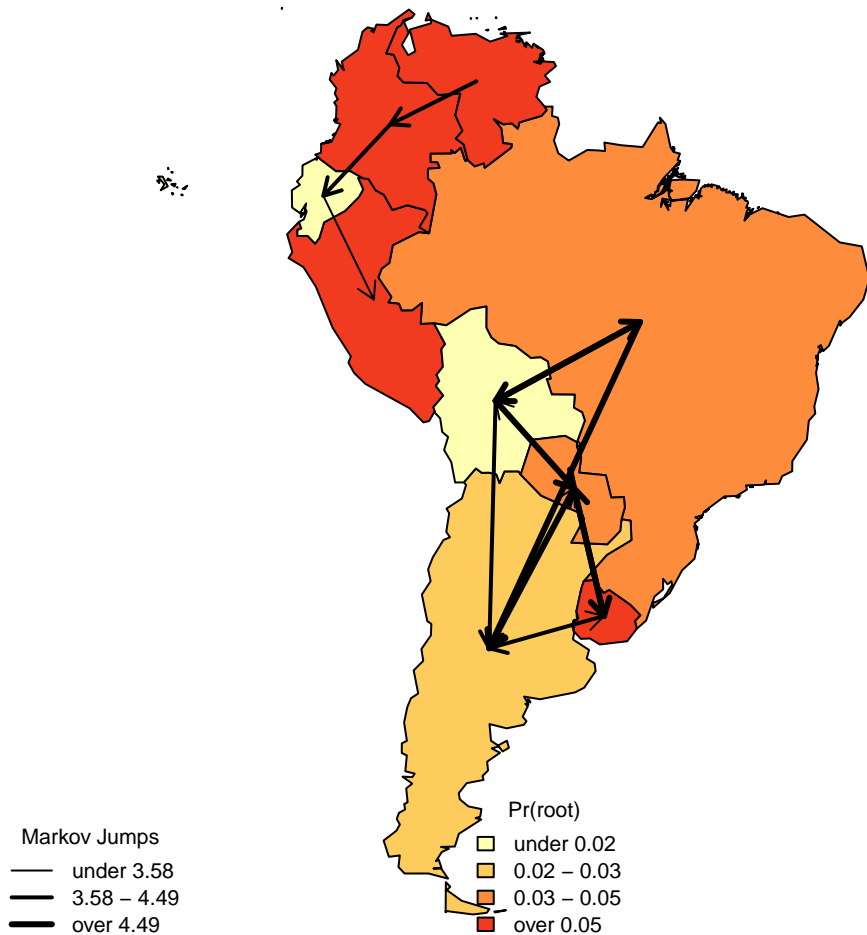 Markov Jumps
under 3.58
3.58 − 4.49
over 4.49
Pr(root)
under 0.02
0.02 − 0.03
0.03 − 0.05
over 0.05